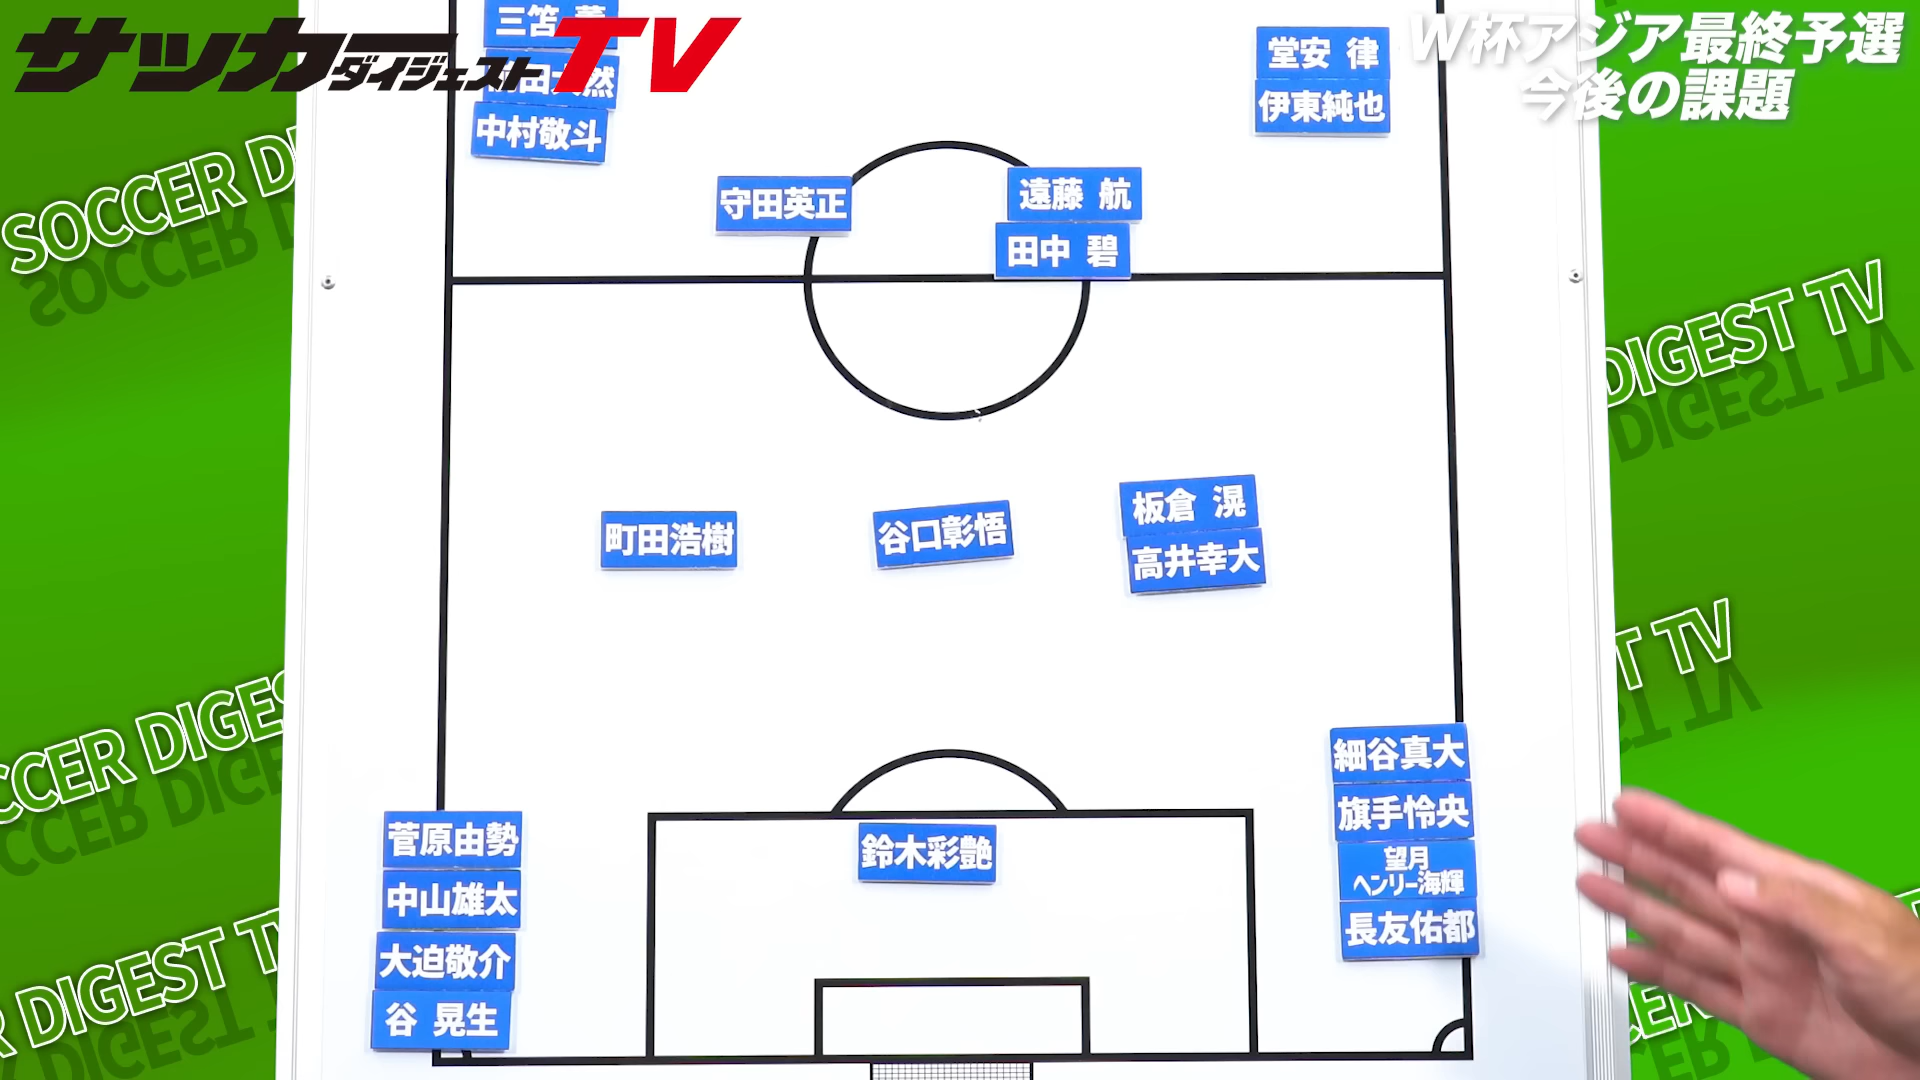 サッカーダイジェストTV
W杯アジア最終予選
今後の課題
三笘 薫
田大然
中村敬斗
堂安 律
伊東純也
守田英正
遠藤 航
田中 碧
町田浩樹
谷口彰悟
板倉 滉
高井幸大
細谷真大
旗手怜央
望月
ヘンリー海輝
長友佑都
鈴木彩艶
菅原由勢
中山雄太
大迫敬介
谷 晃生
SOCCER D
DIGEST TV
CCER DIGES
T TV
R DIGEST T